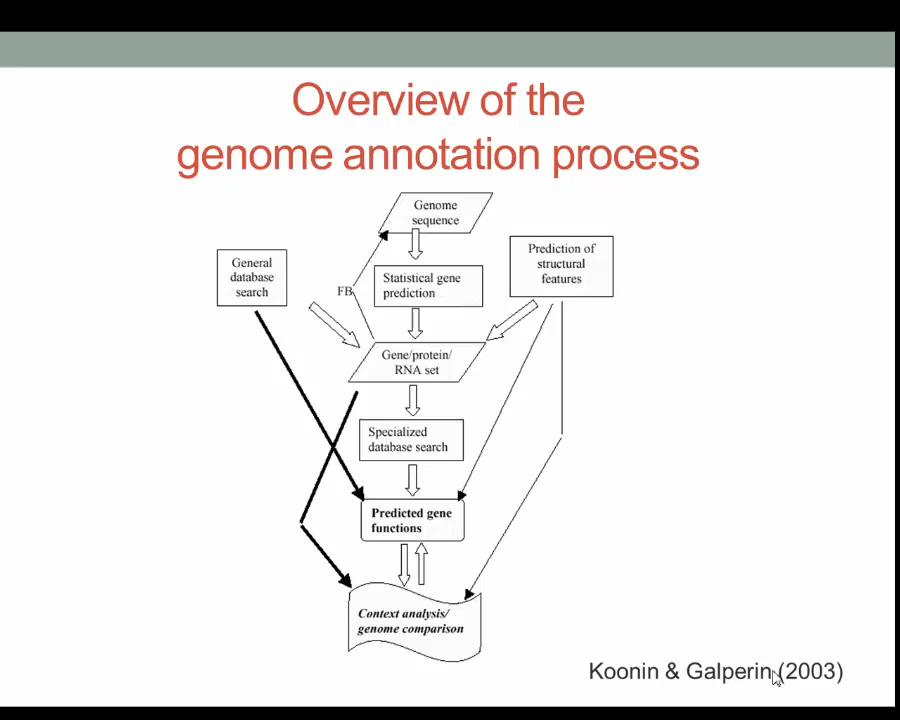 Overview of the
genome annotation process
Genome
sequence
General
database
search
Prediction of
structural
features
Statistical gene
prediction
FB
Gene/protein/
RNA set
Specialized
database search
Predicted gene
functions
Context analysis/
genome comparison
Koonin & Galperin (2003)